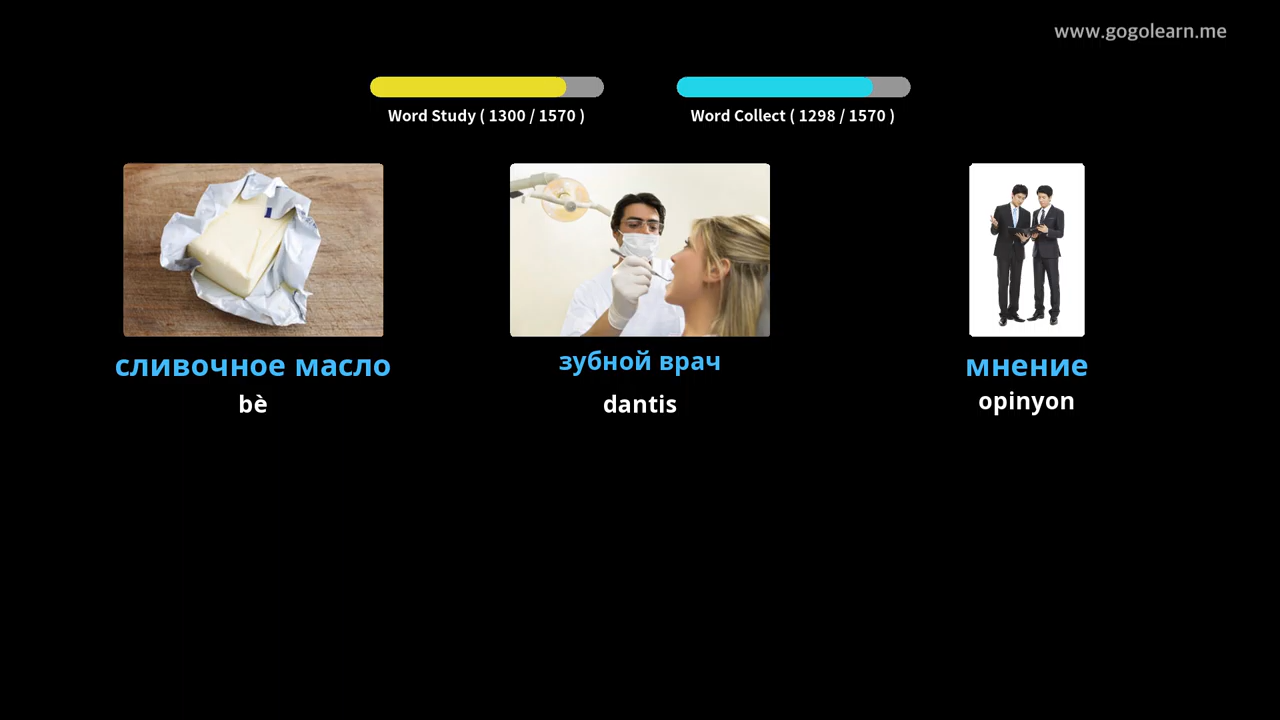 www.gogolearn.me
Word Study ( 1300 / 1570 )
Word Collect ( 1298 / 1570 )
сливочное масло
bè
зубной врач
dantis
мнение
opinyon